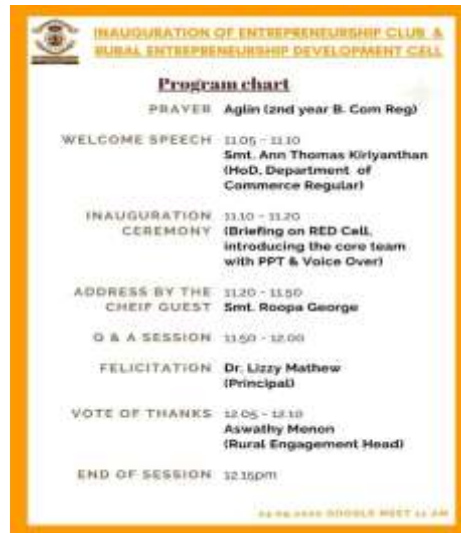 INAUGURATION OF ENTREPRENEURSHIP CLUB &
RURAL ENTREPRENEURSHIP DEVELOPMENT CELL
Program chart
PRAYER Aglin (2nd year B. Com Reg)
WELCOME SPEECH 11.05 - 11.10
Smt. Ann Thomas Kiriyanthan
(HoD, Department of
Commerce Regular)
INAUGURATION 11.10 - 11.20
CEREMONY (Briefing on RED Cell,
introducing the core team
with PPT & Voice Over)
ADDRESS BY THE 11.20 - 11.50
CHEIF GUEST Smt. Roopa George
Q & A SESSION 11.50 - 12.00
FELICITATION Dr. Lizzy Mathew
(Principal)
VOTE OF THANKS 12.05 - 12.10
Aswathy Menon
(Rural Engagement Head)
END OF SESSION 12.15pm
GOOGLE MEET 11 AM